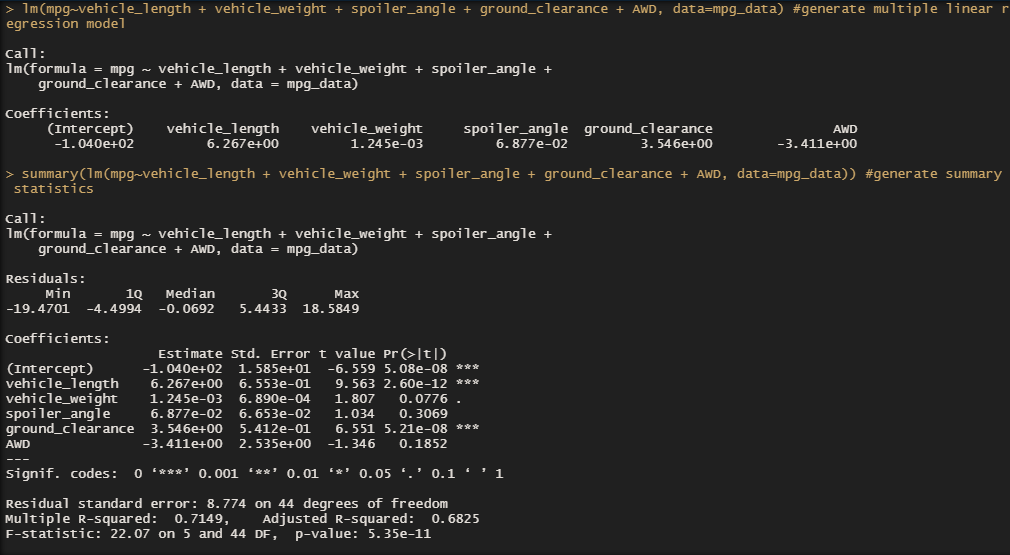 > lm(mpg~vehicle_length + vehicle_weight + spoiler_angle + ground_clearance + AWD, data=mpg_data) #generate multiple linear r
egression model

Call:
lm(formula = mpg ~ vehicle_length + vehicle_weight + spoiler_angle +
    ground_clearance + AWD, data = mpg_data)

Coefficients:
     (Intercept)    vehicle_length    vehicle_weight     spoiler_angle  ground_clearance               AWD
      -1.040e+02         6.267e+00         1.245e-03         6.877e-02         3.546e+00        -3.411e+00

> summary(lm(mpg~vehicle_length + vehicle_weight + spoiler_angle + ground_clearance + AWD, data=mpg_data)) #generate summary
 statistics

Call:
lm(formula = mpg ~ vehicle_length + vehicle_weight + spoiler_angle +
    ground_clearance + AWD, data = mpg_data)

Residuals:
     Min       1Q   Median       3Q      Max
-19.4701  -4.4994  -0.0692   5.4433  18.5849

Coefficients:
                   Estimate Std. Error t value Pr(>|t|)
(Intercept)      -1.040e+02  1.585e+01  -6.559 5.08e-08 ***
vehicle_length    6.267e+00  6.553e-01   9.563 2.60e-12 ***
vehicle_weight    1.245e-03  6.890e-04   1.807   0.0776 .
spoiler_angle     6.877e-02  6.653e-02   1.034   0.3069
ground_clearance  3.546e+00  5.412e-01   6.551 5.21e-08 ***
AWD              -3.411e+00  2.535e+00  -1.346   0.1852
---
Signif. codes:  0 ‘***’ 0.001 ‘**’ 0.01 ‘*’ 0.05 ‘.’ 0.1 ‘ ’ 1

Residual standard error: 8.774 on 44 degrees of freedom
Multiple R-squared:  0.7149,    Adjusted R-squared:  0.6825
F-statistic: 22.07 on 5 and 44 DF,  p-value: 5.35e-11